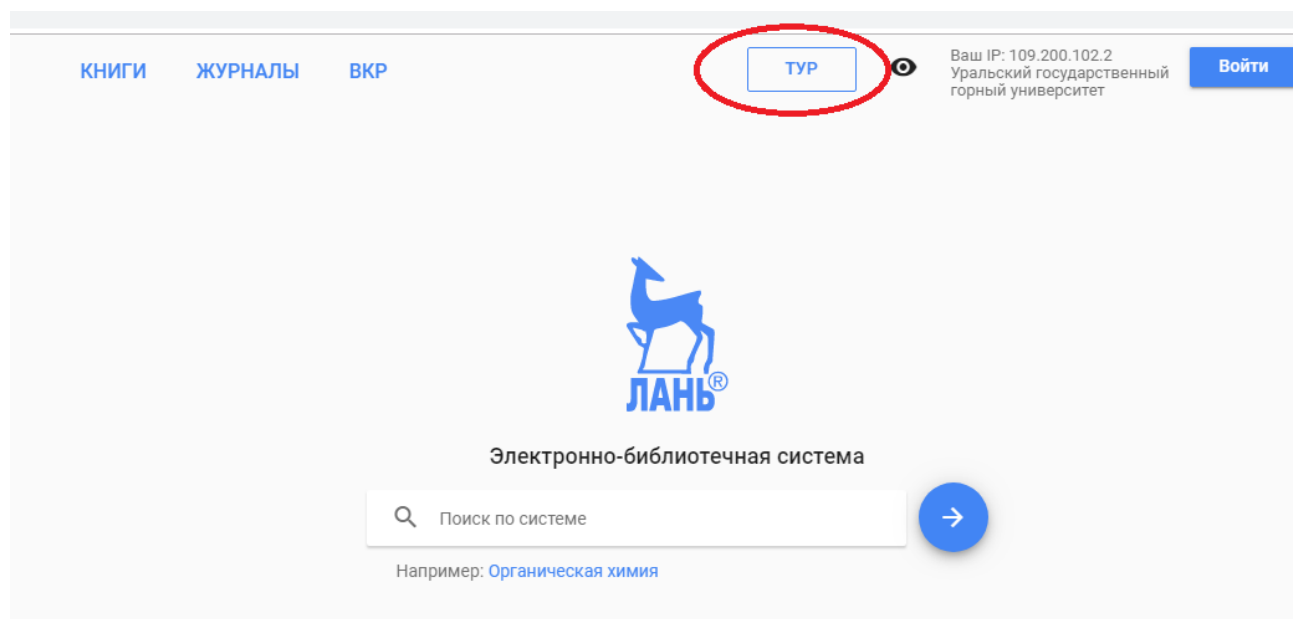 КНИГИ ЖУРНАЛЫ ВКР ТУР Ваш IP: 109.200.102.2 Войти
Уральский государственный
горный университет
ЛАНЬ®
Электронно-библиотечная система
Поиск по системе
Например: Органическая химия